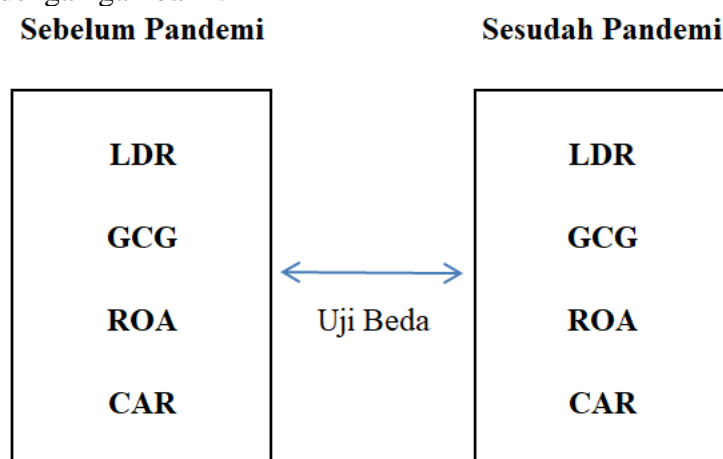 Sebelum Pandemi
Sesudah Pandemi
LDR
GCG
ROA
CAR
Uji Beda
LDR
GCG
ROA
CAR